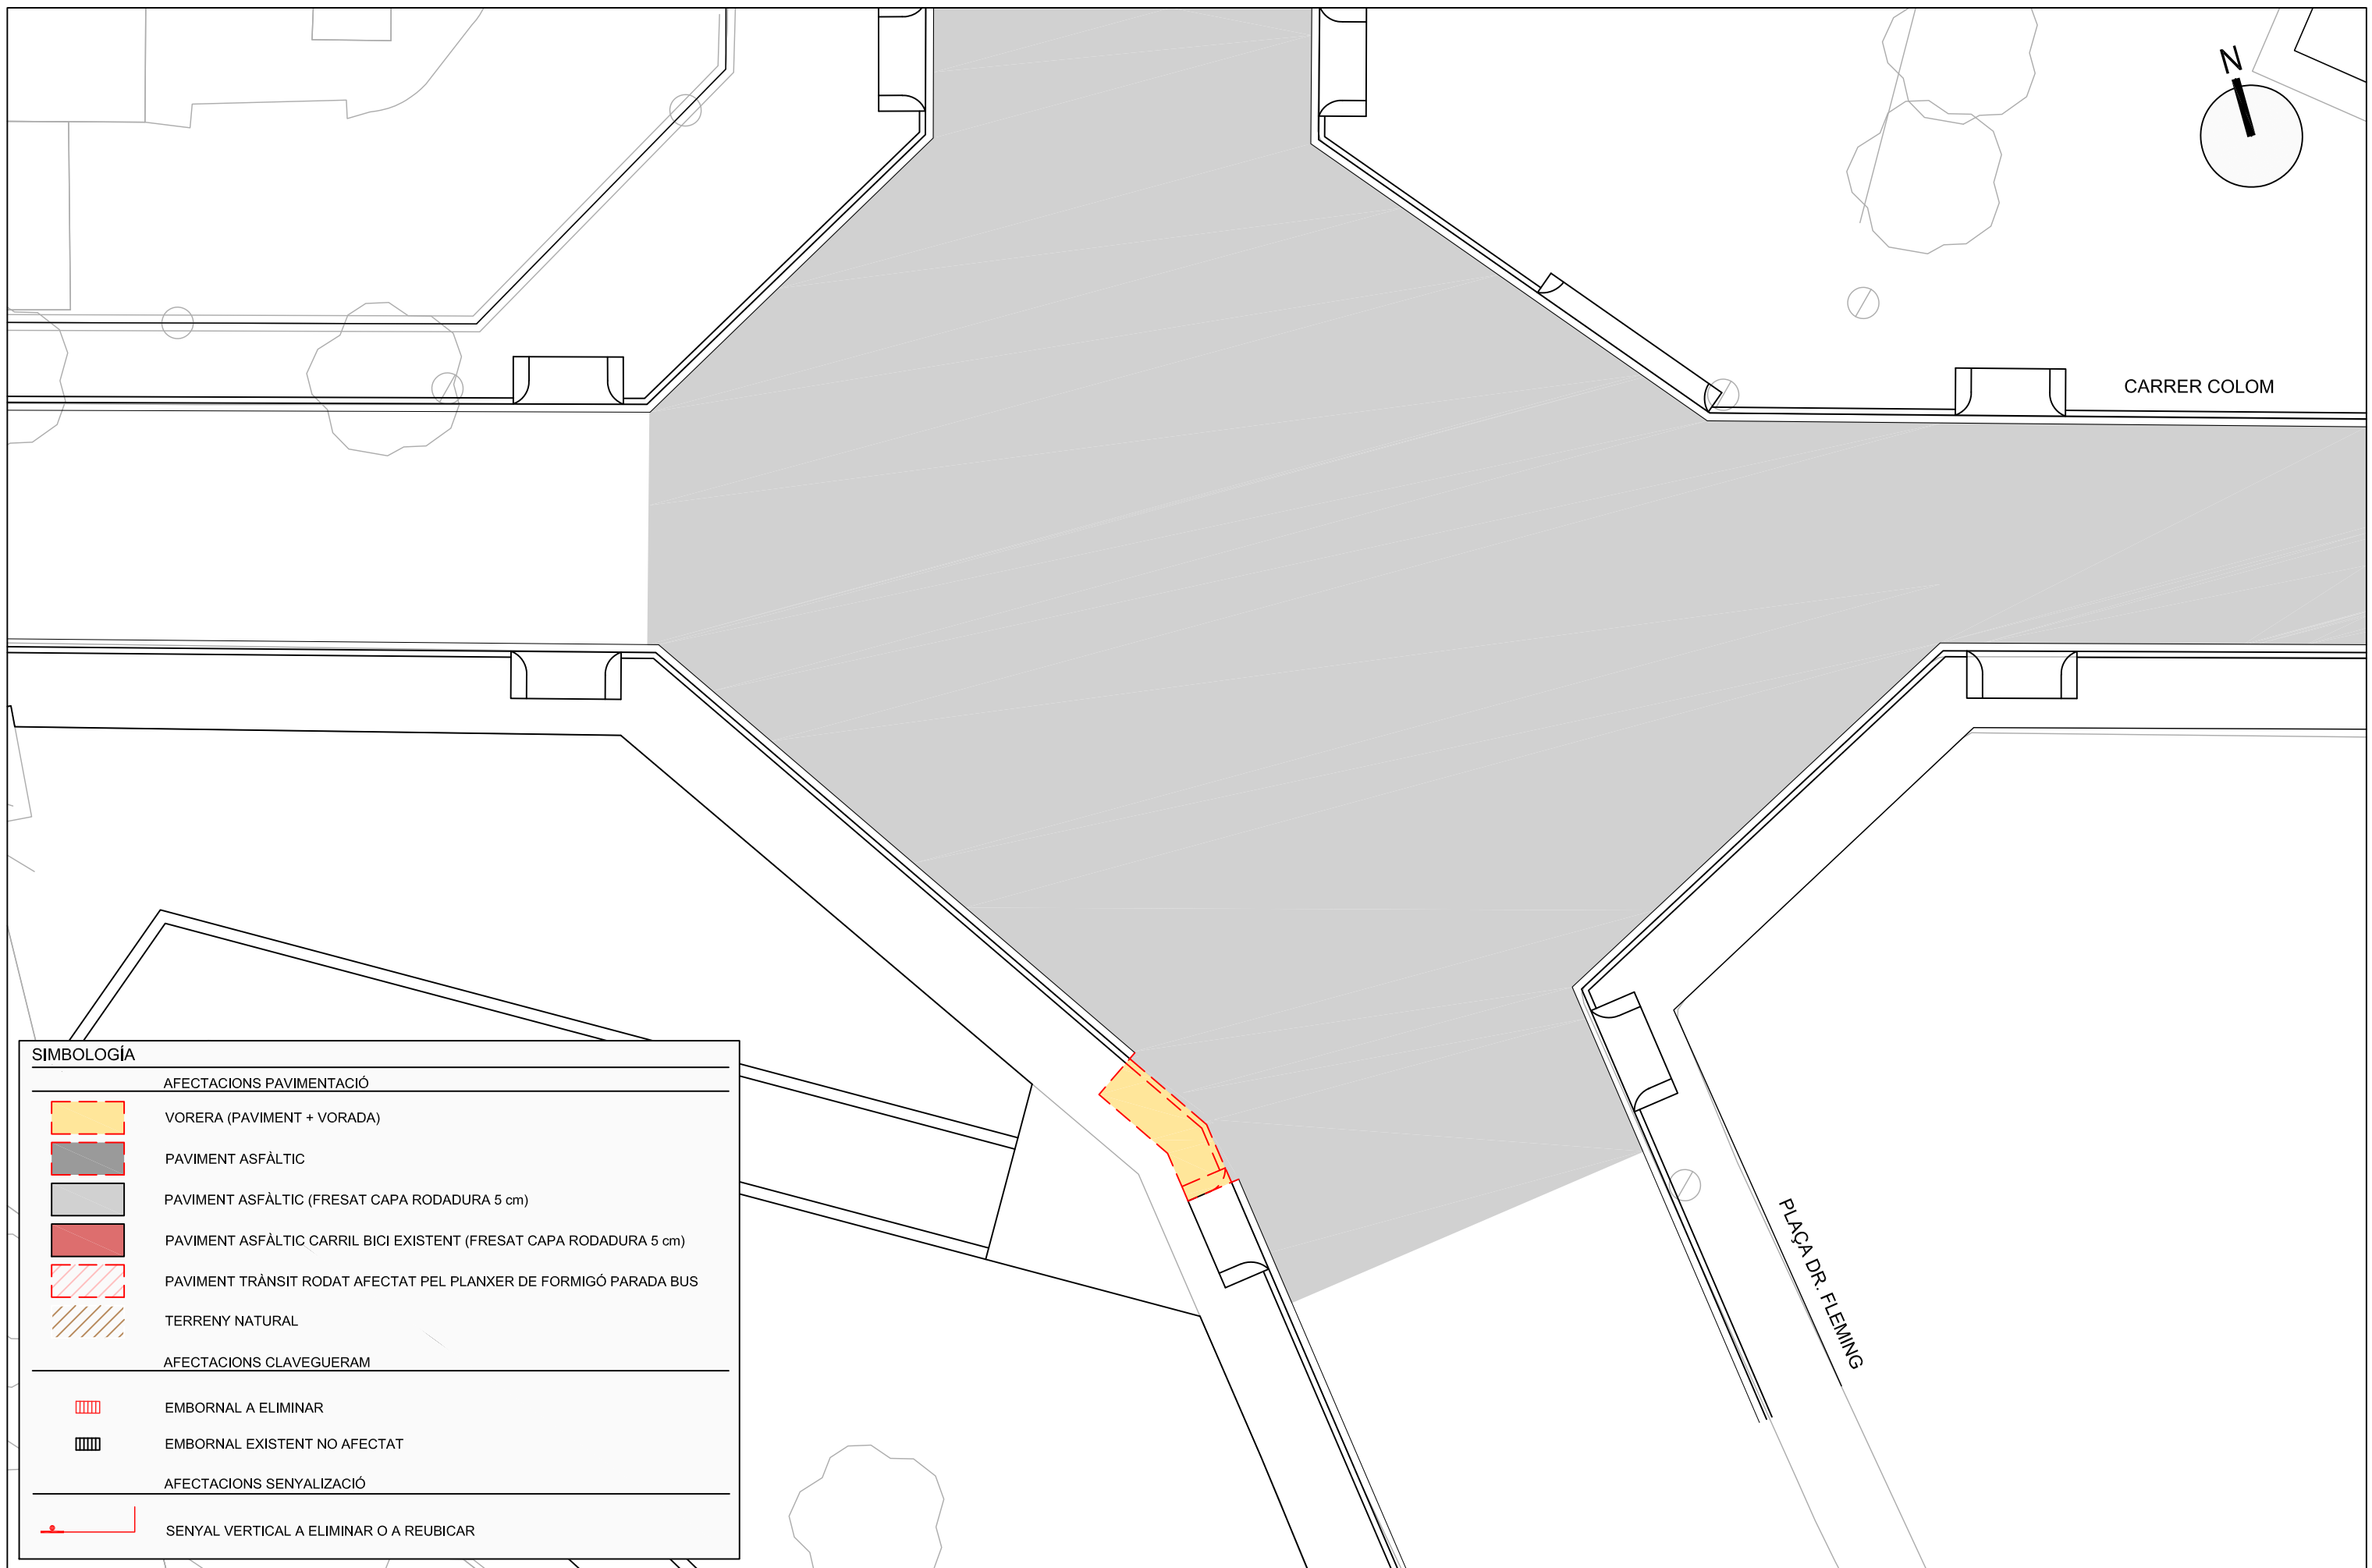 N
CARRER COLOM
PLAÇA DR. FLEMING
SIMBOLOGÍA
AFECTACIONS PAVIMENTACIÓ
VORERA (PAVIMENT + VORADA)
PAVIMENT ASFÀLTIC
PAVIMENT ASFÀLTIC (FRESAT CAPA RODADURA 5 cm)
PAVIMENT ASFÀLTIC CARRIL BICI EXISTENT (FRESAT CAPA RODADURA 5 cm)
PAVIMENT TRÀNSIT RODAT AFECTAT PEL PLANXER DE FORMIGÓ PARADA BUS
TERRENY NATURAL
AFECTACIONS CLAVEGUERAM
EMBORNAL A ELIMINAR
EMBORNAL EXISTENT NO AFECTAT
AFECTACIONS SENYALIZACIÓ
SENYAL VERTICAL A ELIMINAR O A REUBICAR